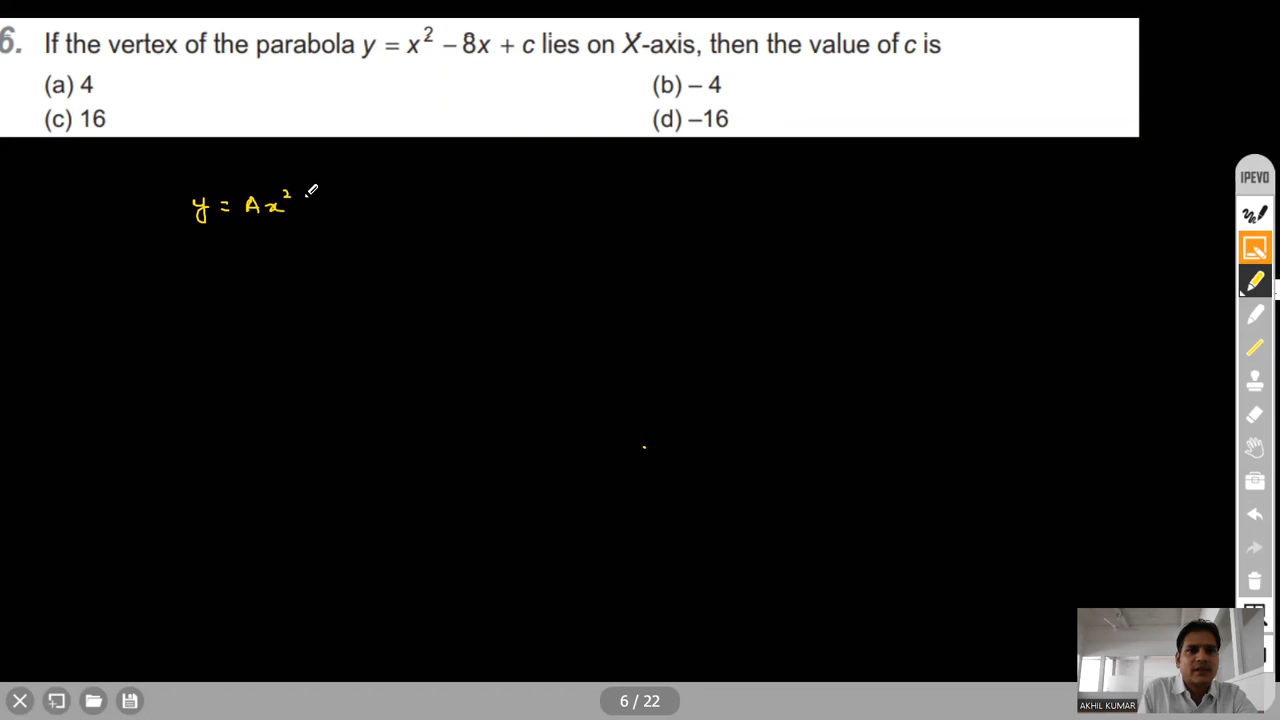 6. If the vertex of the parabola y = x² – 8x + c lies on X-axis, then the value of c is
(a) 4 (b) – 4
(c) 16 (d) –16
y = Ax²
IPEVO
6 / 22
AKHIL KUMAR